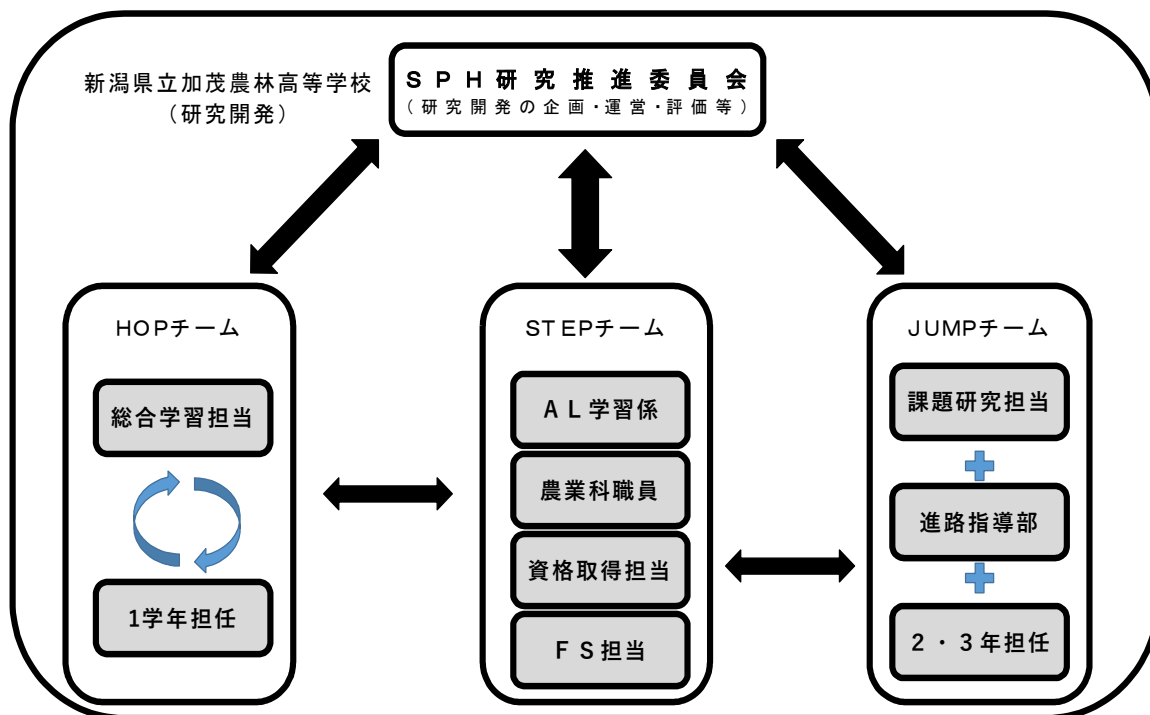 新潟県立加茂農林高等学校
（研究開発）
ＳＰＨ研究推進委員会
（研究開発の企画・運営・評価等）
HOPチーム
総合学習担当
1学年担任
STEPチーム
ＡＬ学習係
農業科職員
資格取得担当
ＦＳ担当
JUMPチーム
課題研究担当
進路指導部
２・３年担任